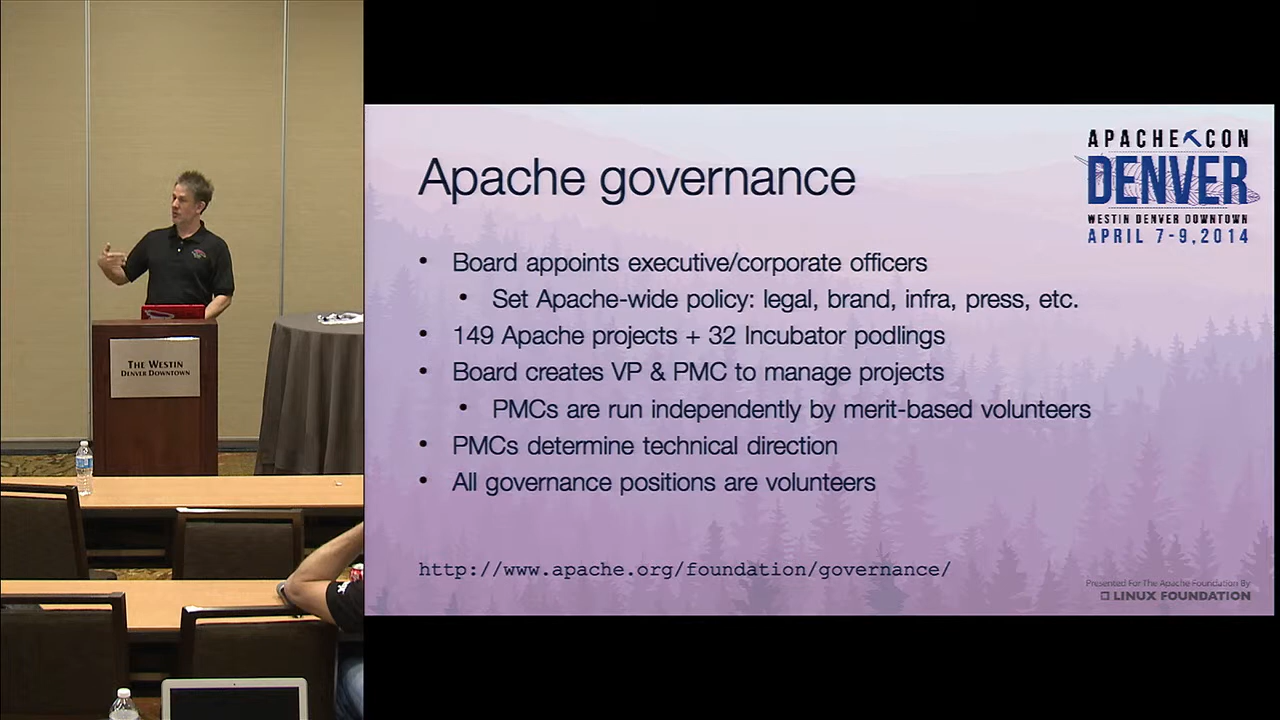 THE WESTIN
DENVER DOWNTOWN
APACHE CON
DENVER
WESTIN DENVER DOWNTOWN
APRIL 7-9, 2014
Apache governance
• Board appoints executive/corporate officers
• Set Apache-wide policy: legal, brand, infra, press, etc.
• 149 Apache projects + 32 Incubator podlings
• Board creates VP & PMC to manage projects
• PMCs are run independently by merit-based volunteers
• PMCs determine technical direction
• All governance positions are volunteers
http://www.apache.org/foundation/governance/
Presented For The Apache Foundation By
LINUX FOUNDATION